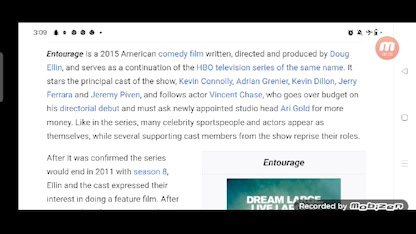 3:09
Entourage is a 2015 American comedy film written, directed and produced by Doug
Ellin, and serves as a continuation of the HBO television series of the same name. It
stars the principal cast of the show, Kevin Connolly, Adrian Grenier, Kevin Dillon, Jerry
Ferrara and Jeremy Piven, and follows actor Vincent Chase, who goes over budget on
his directorial debut and must ask newly appointed studio head Ari Gold for more
money. Like in the series, many celebrity sportspeople and actors appear as
themselves, while several supporting cast members from the show reprise their roles.
After it was confirmed the series
would end in 2011 with season 8,
Ellin and the cast expressed their
interest in doing a feature film. After
Entourage
DREAM LARGE
Recorded by Mobizen